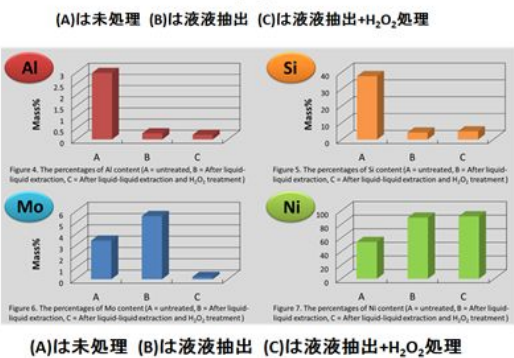 (A)は未処理 (B)は液液抽出 (C)は液液抽出+H₂O₂処理
Al
Mass%
3
2.5
2
1.5
1
0.5
0
A B C
Figure 4. The percentages of Al content (A = untreated, B = After liquid-
liquid extraction, C = After liquid-liquid extraction and H₂O₂ treatment)
Si
Mass%
40
30
20
10
0
A B C
Figure 5. The percentages of Si content (A = untreated, B = After liquid-
liquid extraction, C = After liquid-liquid extraction and H₂O₂ treatment)
Mo
Mass%
6
5
4
3
2
1
0
A B C
Figure 6. The percentages of Mo content (A = untreated, B = After liquid-
liquid extraction, C = After liquid-liquid extraction and H₂O₂ treatment)
Ni
Mass%
100
80
60
40
20
0
A B C
Figure 7. The percentages of Ni content (A = untreated, B = After liquid-
liquid extraction, C = After liquid-liquid extraction and H₂O₂ treatment)
(A)は未処理 (B)は液液抽出 (C)は液液抽出+H₂O₂処理